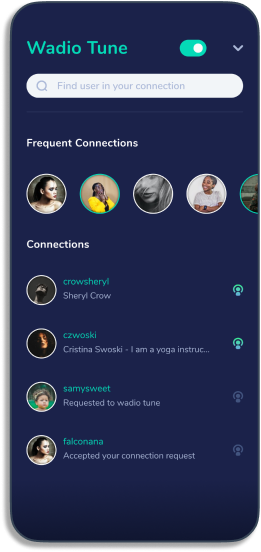 Wadio Tune
Find user in your connection
Frequent Connections
Connections
crowsheryl
Sheryl Crow
czwoski
Cristina Swoski - I am a yoga instruc...
samysweet
Requested to wadio tune
falconana
Accepted your connection request